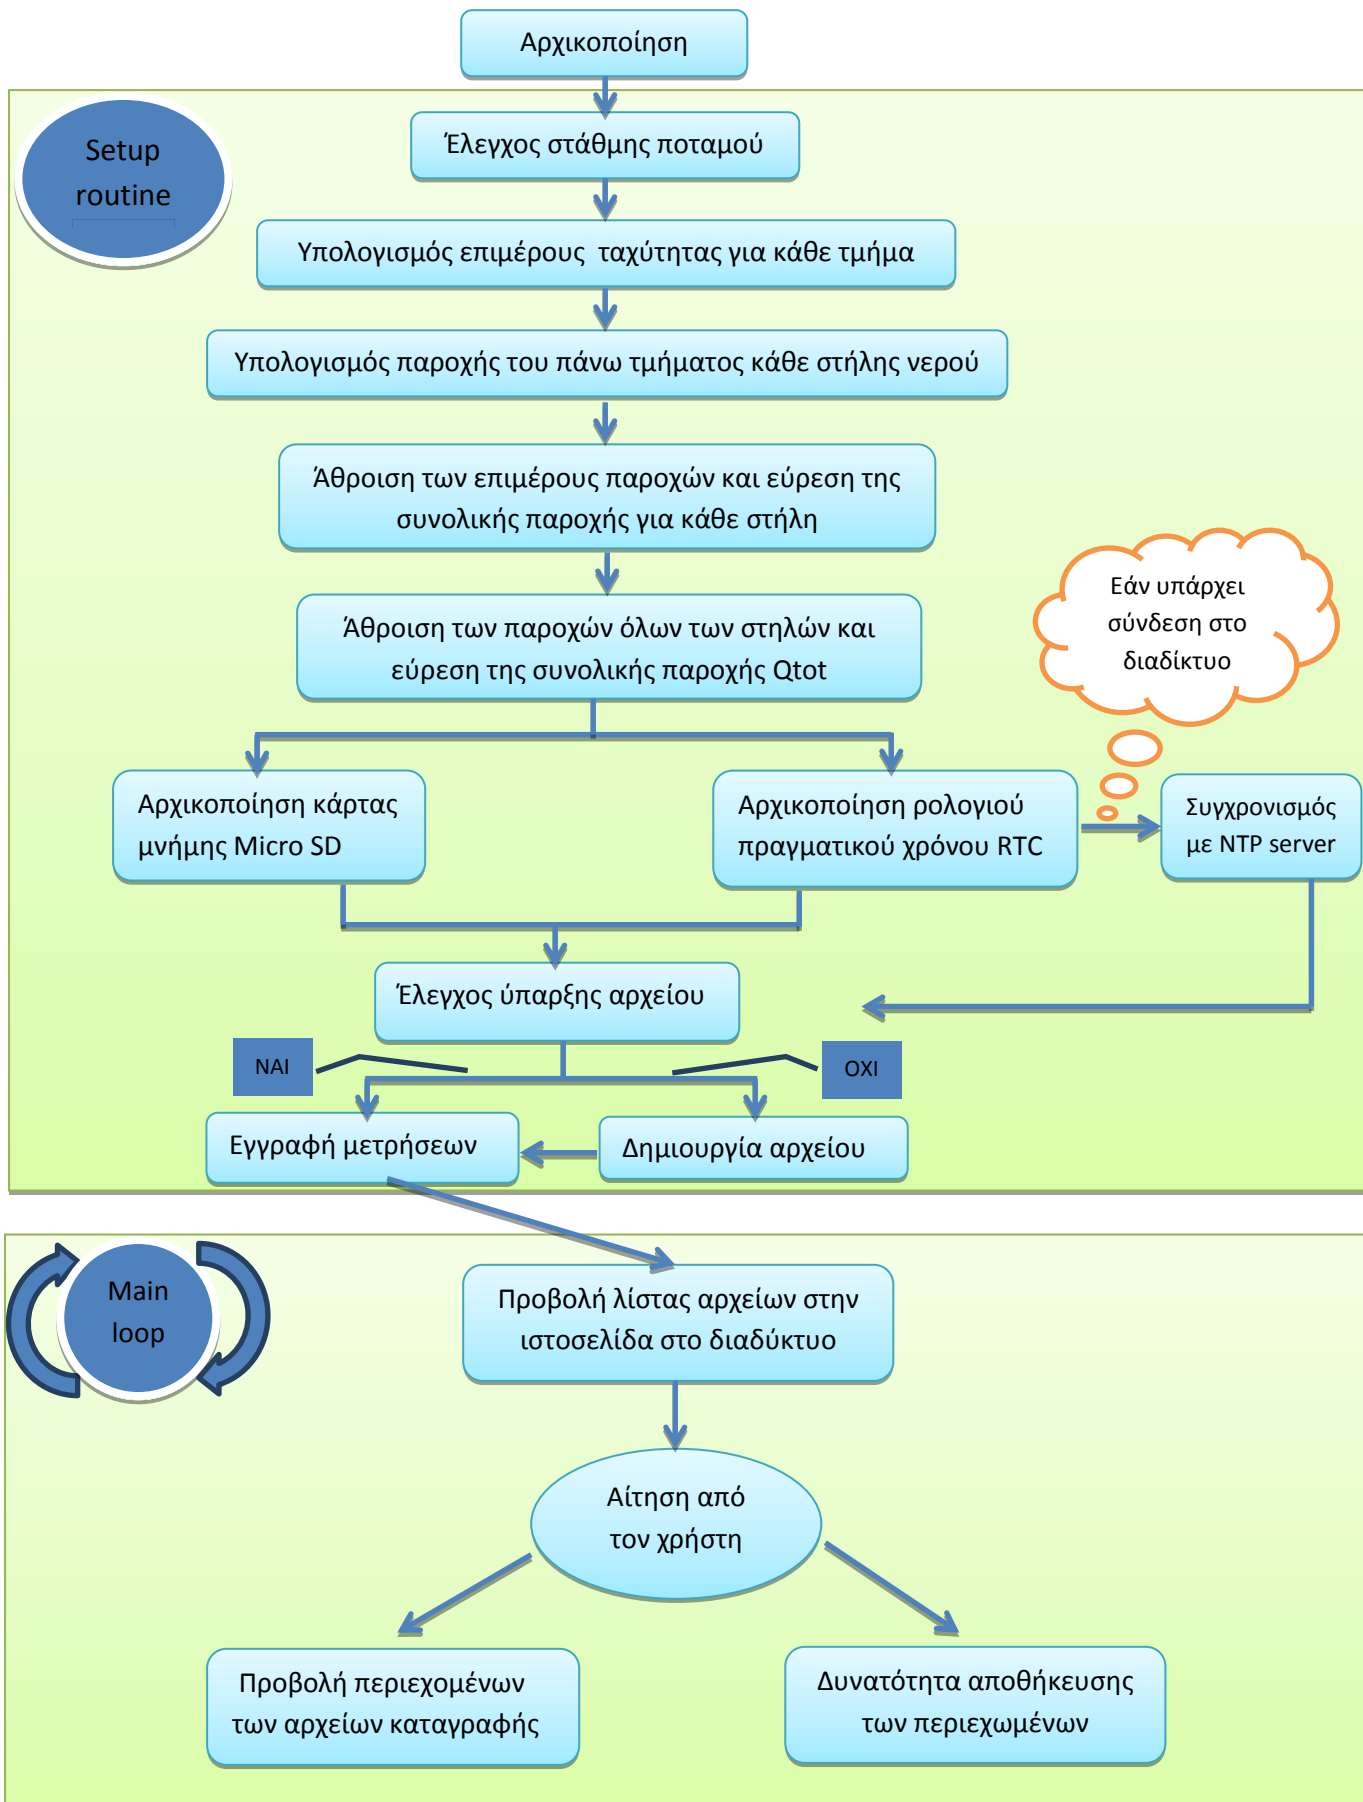 Αρχικοποίηση
Setup
routine
Έλεγχος στάθμης ποταμού
Υπολογισμός επιμέρους ταχύτητας για κάθε τμήμα
Υπολογισμός παροχής του πάνω τμήματος κάθε στήλης νερού
Άθροιση των επιμέρους παροχών και εύρεση της
συνολικής παροχής για κάθε στήλη
Άθροιση των παροχών όλων των στηλών και
εύρεση της συνολικής παροχής Qtot
Εάν υπάρχει
σύνδεση στο
διαδίκτυο
Αρχικοποίηση κάρτας
μνήμης Micro SD
Αρχικοποίηση ρολογιού
πραγματικού χρόνου RTC
Συγχρονισμός
με NTP server
Έλεγχος ύπαρξης αρχείου
ΝΑΙ
ΟΧΙ
Εγγραφή μετρήσεων
Δημιουργία αρχείου
Main
loop
Προβολή λίστας αρχείων στην
ιστοσελίδα στο διαδύκτυο
Αίτηση από
τον χρήστη
Προβολή περιεχομένων
των αρχείων καταγραφής
Δυνατότητα αποθήκευσης
των περιεχωμένων